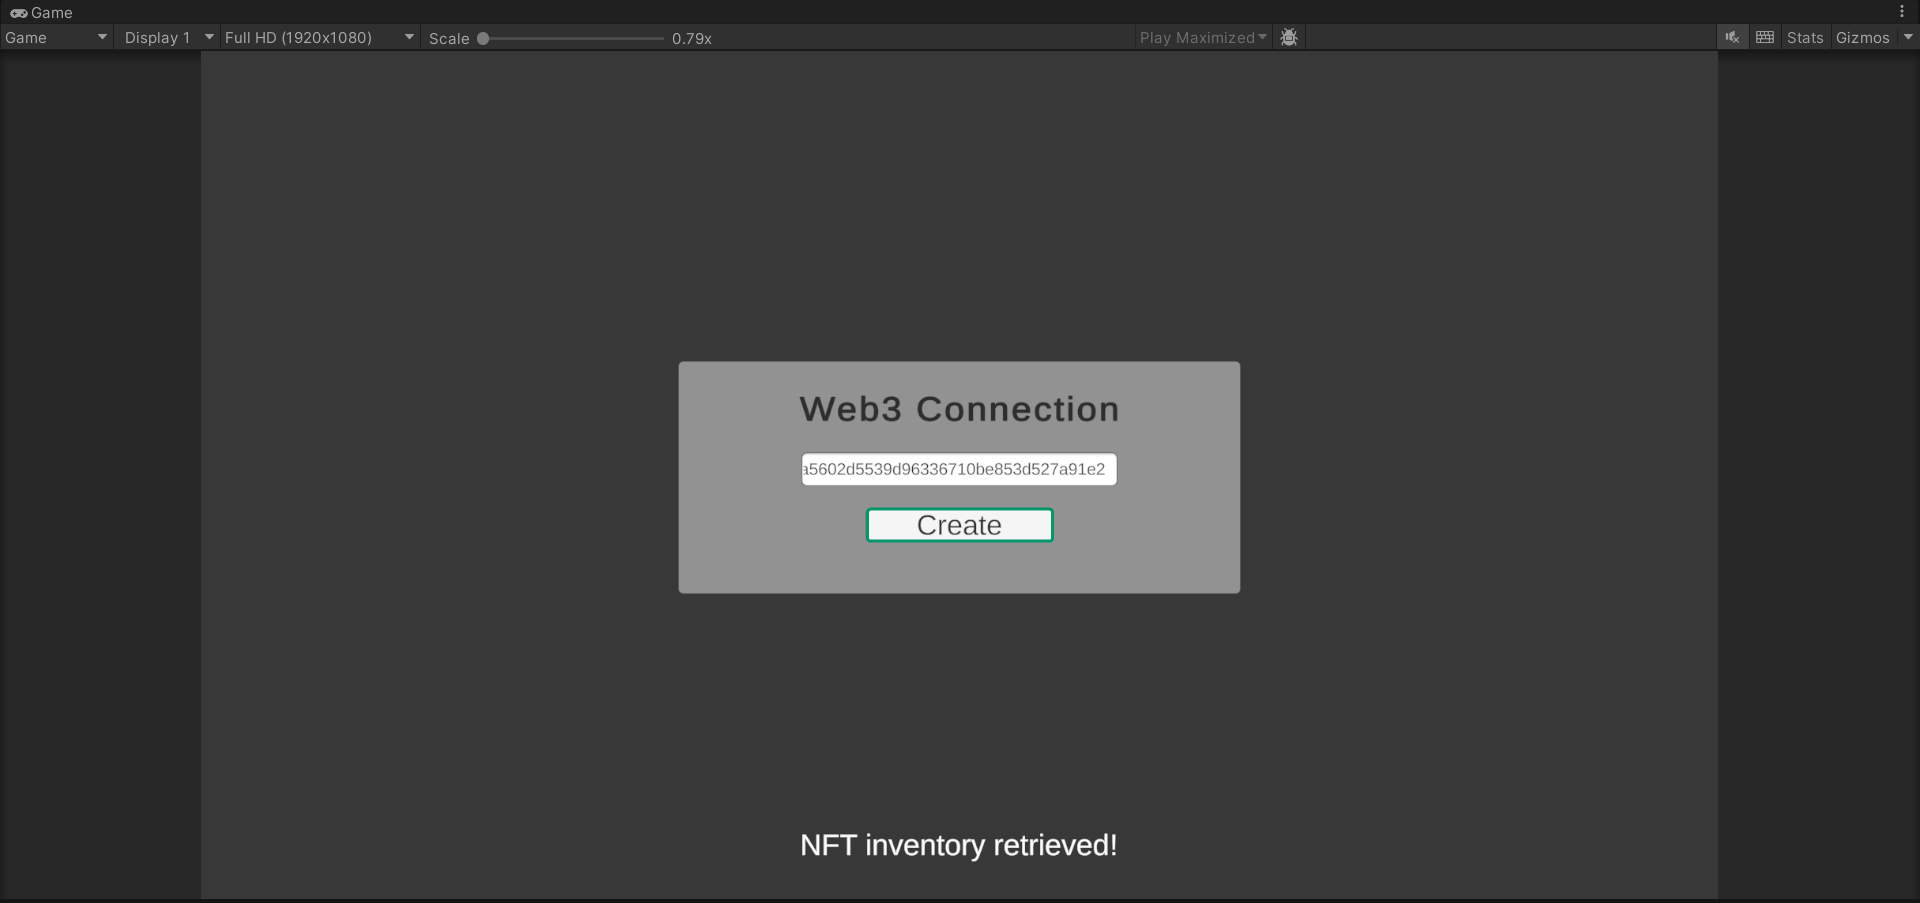 Game
Game Display 1 Full HD (1920x1080) Scale 0.79x Play Maximized Stats Gizmos
Web3 Connection
a5602d5539d96336710be853d527a91e2
Create
NFT inventory retrieved!